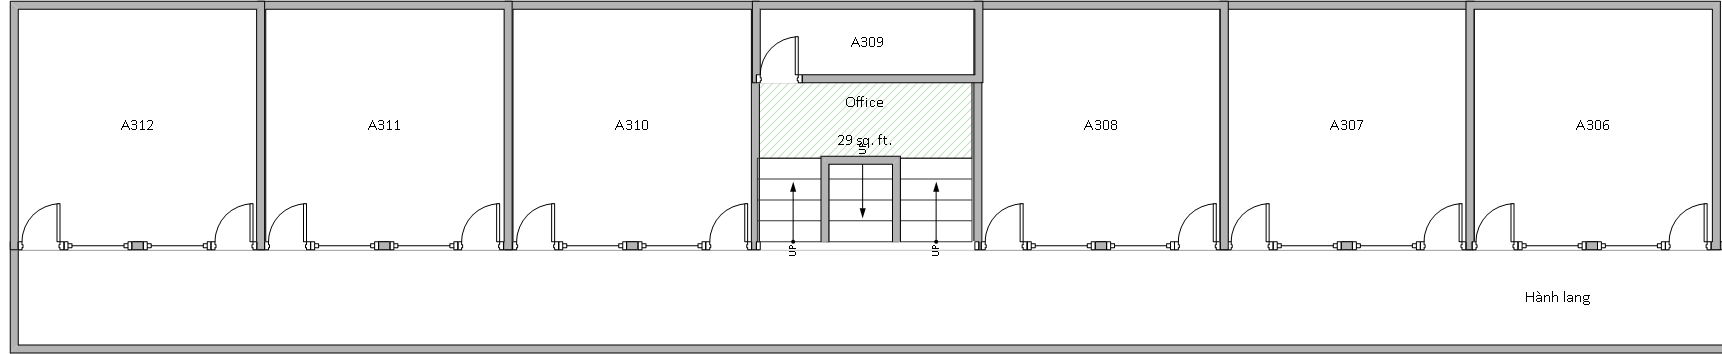 A309
Office
A312
A311
A310
A308
A307
A306
29 sq. ft.
UP
UP
UP
Hành lang